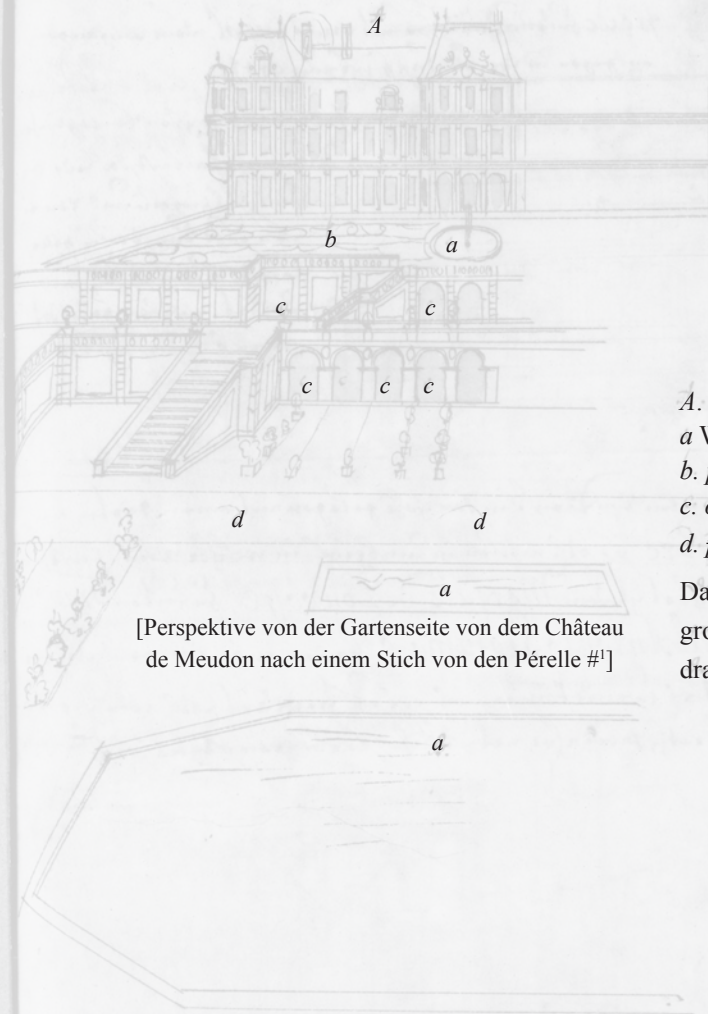 A
b a
c c
c c c
d d
a
[Perspektive von der Gartenseite von dem Château
de Meudon nach einem Stich von den Pérelle #¹]
a
A.
a V
b.
c.
d.
Da
gro
dra